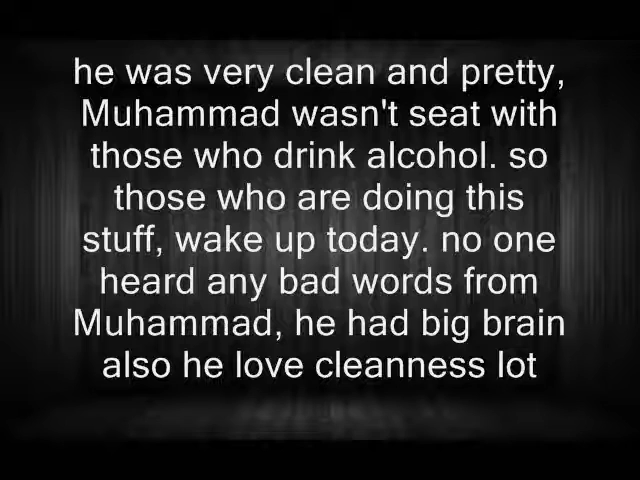 he was very clean and pretty,
Muhammad wasn't seat with
those who drink alcohol. so
those who are doing this
stuff, wake up today. no one
heard any bad words from
Muhammad, he had big brain
also he love cleanness lot